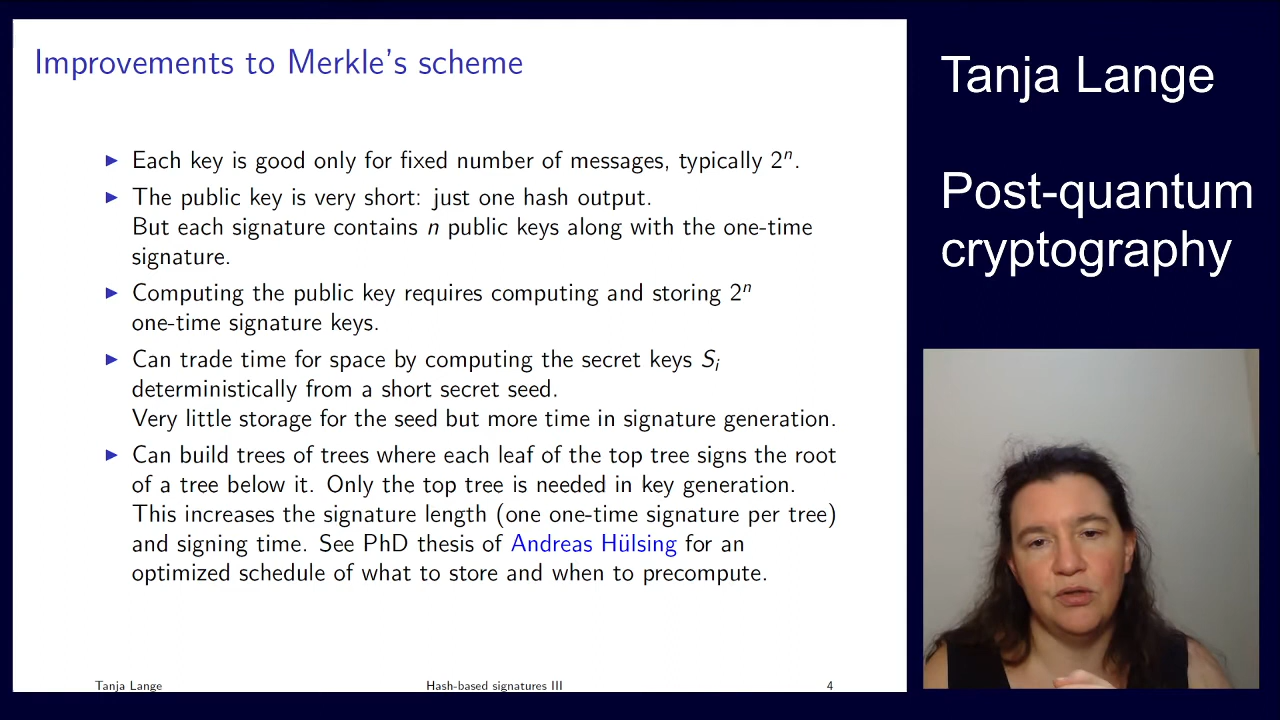 Improvements to Merkle's scheme
▶ Each key is good only for fixed number of messages, typically 2ⁿ.
▶ The public key is very short: just one hash output.
But each signature contains n public keys along with the one-time
signature.
▶ Computing the public key requires computing and storing 2ⁿ
one-time signature keys.
▶ Can trade time for space by computing the secret keys Sᵢ
deterministically from a short secret seed.
Very little storage for the seed but more time in signature generation.
▶ Can build trees of trees where each leaf of the top tree signs the root
of a tree below it. Only the top tree is needed in key generation.
This increases the signature length (one one-time signature per tree)
and signing time. See PhD thesis of Andreas Hülsing for an
optimized schedule of what to store and when to precompute.
Tanja Lange
Hash-based signatures III
4
Tanja Lange
Post-quantum
cryptography